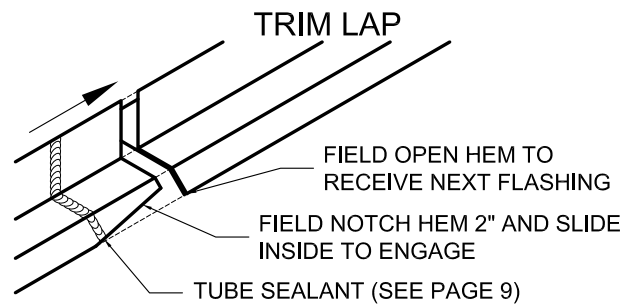 TRIM LAP
FIELD OPEN HEM TO
RECEIVE NEXT FLASHING
FIELD NOTCH HEM 2" AND SLIDE
INSIDE TO ENGAGE
TUBE SEALANT (SEE PAGE 9)